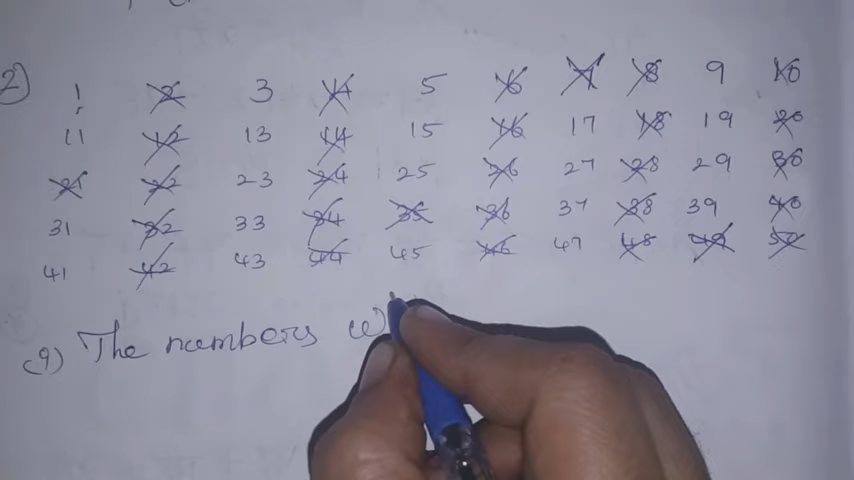 2) 1 2 3 4 5 6 7 8 9 10
11 12 13 14 15 16 17 18 19 20
21 22 23 24 25 26 27 28 29 30
31 32 33 34 35 36 37 38 39 40
41 42 43 44 45 46 47 48 49 50
i) The numbers w